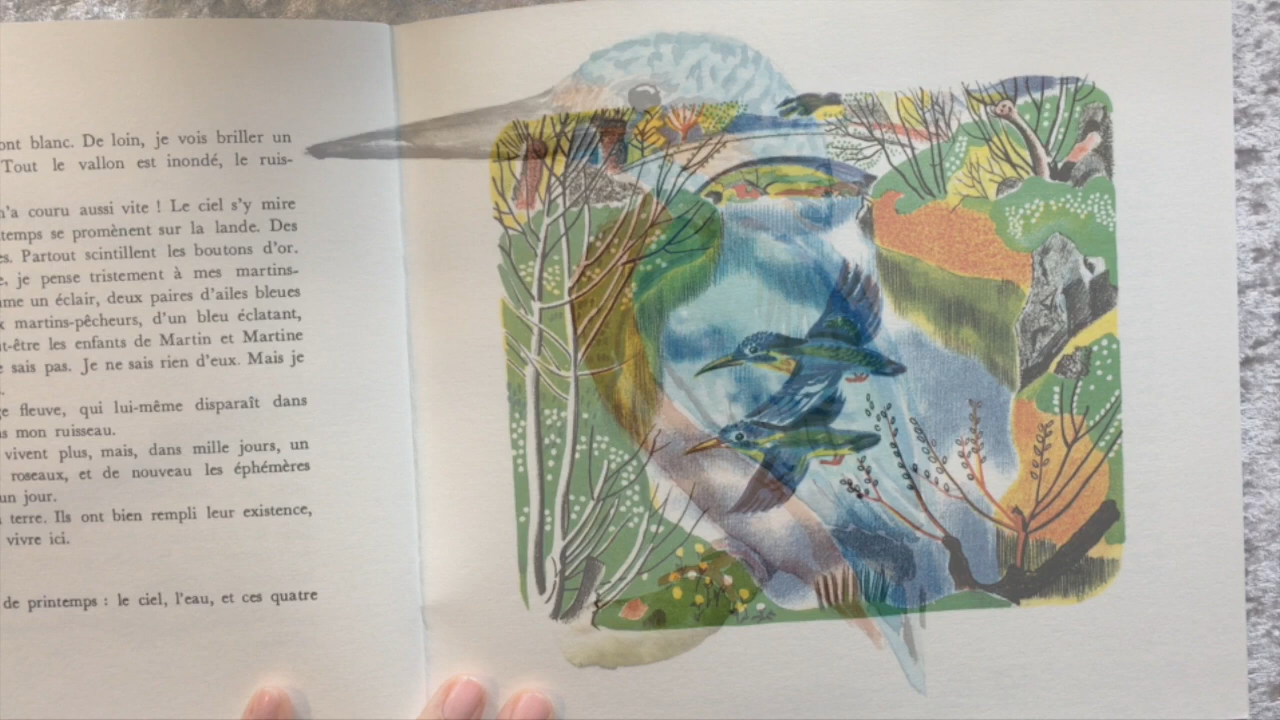 ont blanc. De loin, je vois briller un
Tout le vallon est inondé, le ruis-
n'a couru aussi vite ! Le ciel s'y mire
temps se promènent sur la lande. Des
es. Partout scintillent les boutons d'or.
e, je pense tristement à mes martins-
me un éclair, deux paires d'ailes bleues
x martins-pêcheurs, d'un bleu éclatant,
t-être les enfants de Martin et Martine
e sais pas. Je ne sais rien d'eux. Mais je
ge fleuve, qui lui-même disparaît dans
s mon ruisseau.
vivent plus, mais, dans mille jours, un
roseaux, et de nouveau les éphémères
un jour.
terre. Ils ont bien rempli leur existence,
vivre ici.
de printemps : le ciel, l'eau, et ces quatre